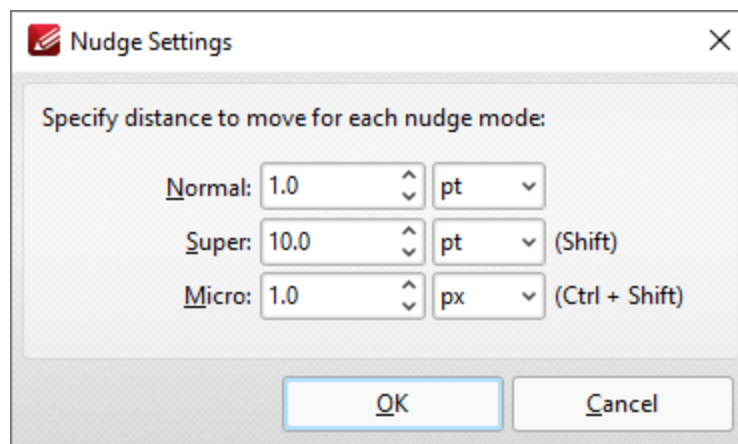 Nudge Settings
Specify distance to move for each nudge mode:
Normal: 1.0 pt
Super: 10.0 pt (Shift)
Micro: 1.0 px (Ctrl + Shift)
OK Cancel